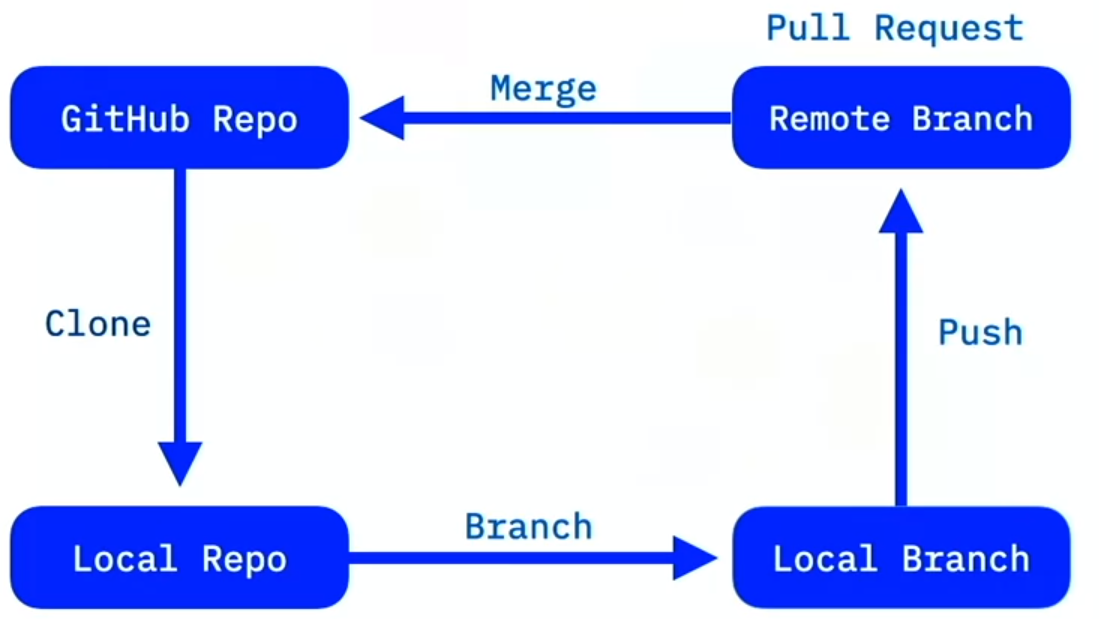 Pull Request
GitHub Repo
Merge
Remote Branch
Clone
Push
Local Repo
Branch
Local Branch